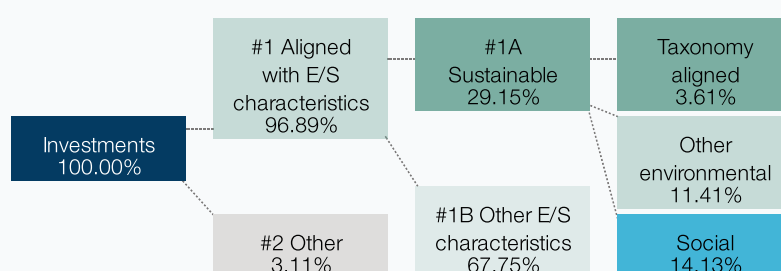 Investments
100.00%
#1 Aligned
with E/S
characteristics
96.89%
#2 Other
3.11%
#1A
Sustainable
29.15%
#1B Other E/S
characteristics
67.75%
Taxonomy
aligned
3.61%
Other
environmental
11.41%
Social
14.13%